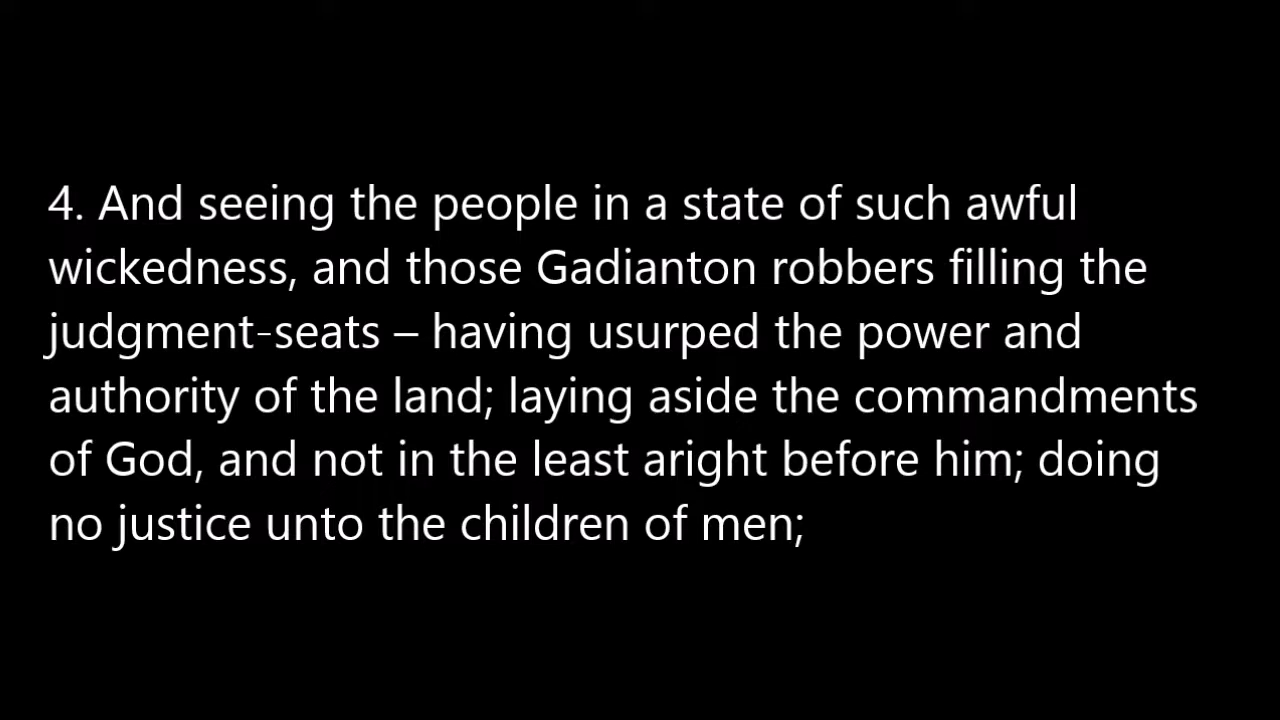 4. And seeing the people in a state of such awful
wickedness, and those Gadianton robbers filling the
judgment-seats – having usurped the power and
authority of the land; laying aside the commandments
of God, and not in the least aright before him; doing
no justice unto the children of men;